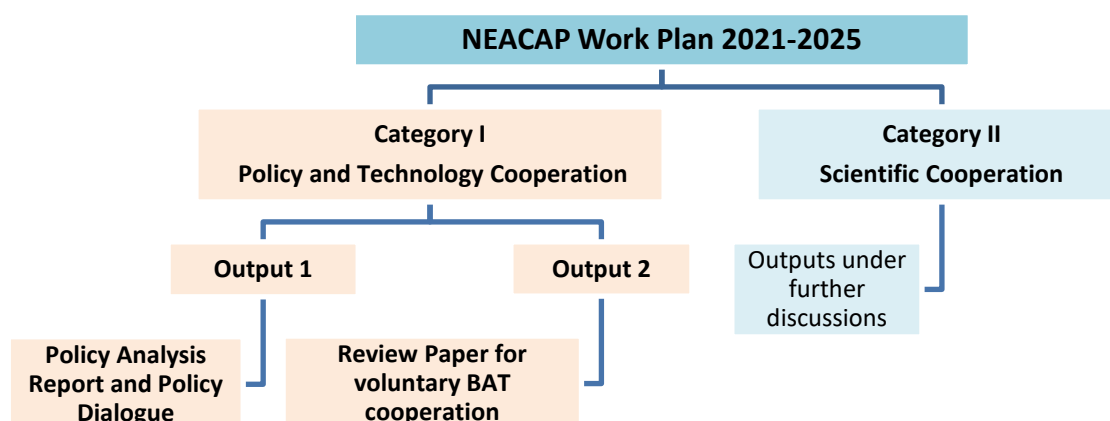 NEACAP Work Plan 2021-2025
Category I
Policy and Technology Cooperation
Category II
Scientific Cooperation
Output 1
Output 2
Outputs under
further
discussions
Policy Analysis
Report and Policy
Dialogue
Review Paper for
voluntary BAT
cooperation